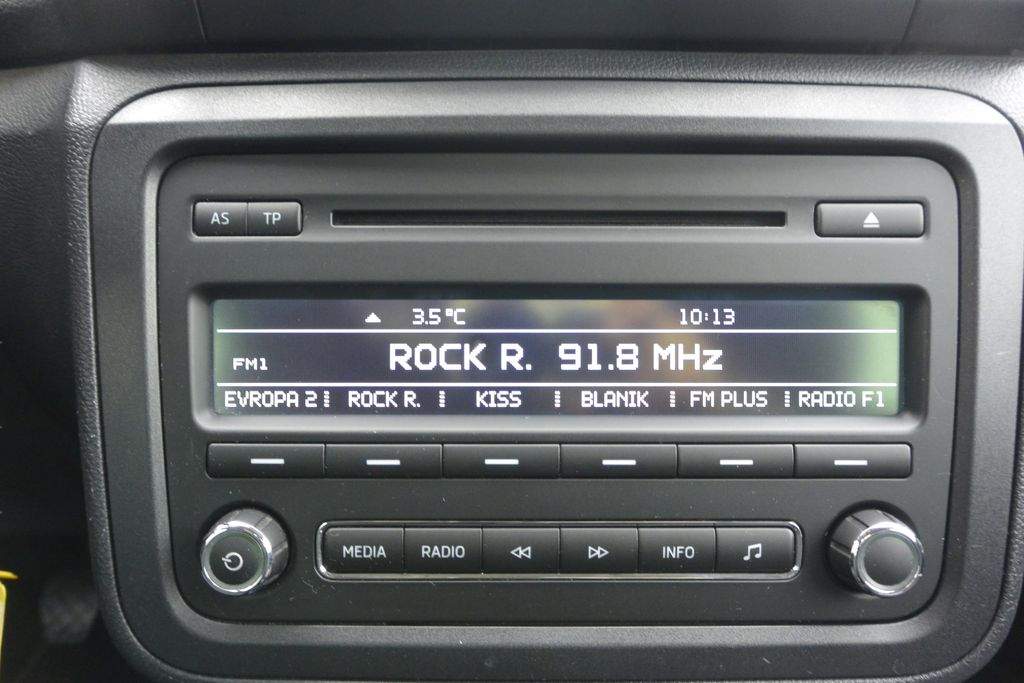 AS TP
3.5°C 10:13
FM1 ROCK R. 91.8 MHz
EVROPA 2 ROCK R. KISS BLANIK FM PLUS RADIO F1
MEDIA RADIO INFO